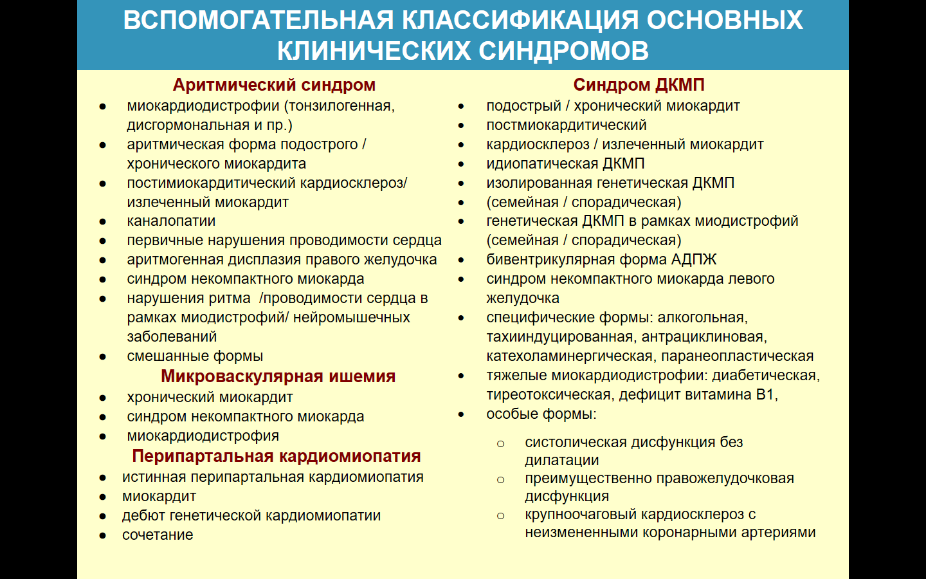 ВСПОМОГАТЕЛЬНАЯ КЛАССИФИКАЦИЯ ОСНОВНЫХ
КЛИНИЧЕСКИХ СИНДРОМОВ
Аритмический синдром
● миокардиодистрофии (тонзилогенная,
дисгормональная и пр.)
● аритмическая форма подострого /
хронического миокардита
● постимиокардитический кардиосклероз/
излеченный миокардит
● каналопатии
● первичные нарушения проводимости сердца
● аритмогенная дисплазия правого желудочка
● синдром некомпактного миокарда
● нарушения ритма /проводимости сердца в
рамках миодистрофий/ нейромышечных
заболеваний
● смешанные формы
Микроваскулярная ишемия
● хронический миокардит
● синдром некомпактного миокарда
● миокардиодистрофия
Перипартальная кардиомиопатия
● истинная перипартальная кардиомиопатия
● миокардит
● дебют генетической кардиомиопатии
● сочетание
Синдром ДКМП
● подострый / хронический миокардит
● постмиокардитический
● кардиосклероз / излеченный миокардит
● идиопатическая ДКМП
● изолированная генетическая ДКМП
● (семейная / спорадическая)
● генетическая ДКМП в рамках миодистрофий
(семейная / спорадическая)
● бивентрикулярная форма АДПЖ
● синдром некомпактного миокарда левого
желудочка
● специфические формы: алкогольная,
тахииндуцированная, антрациклиновая,
катехоламинергическая, паранеопластическая
● тяжелые миокардиодистрофии: диабетическая,
тиреотоксическая, дефицит витамина В1,
● особые формы:
○ систолическая дисфункция без
дилатации
○ преимущественно правожелудочковая
дисфункция
○ крупноочаговый кардиосклероз с
неизмененными коронарными артериями